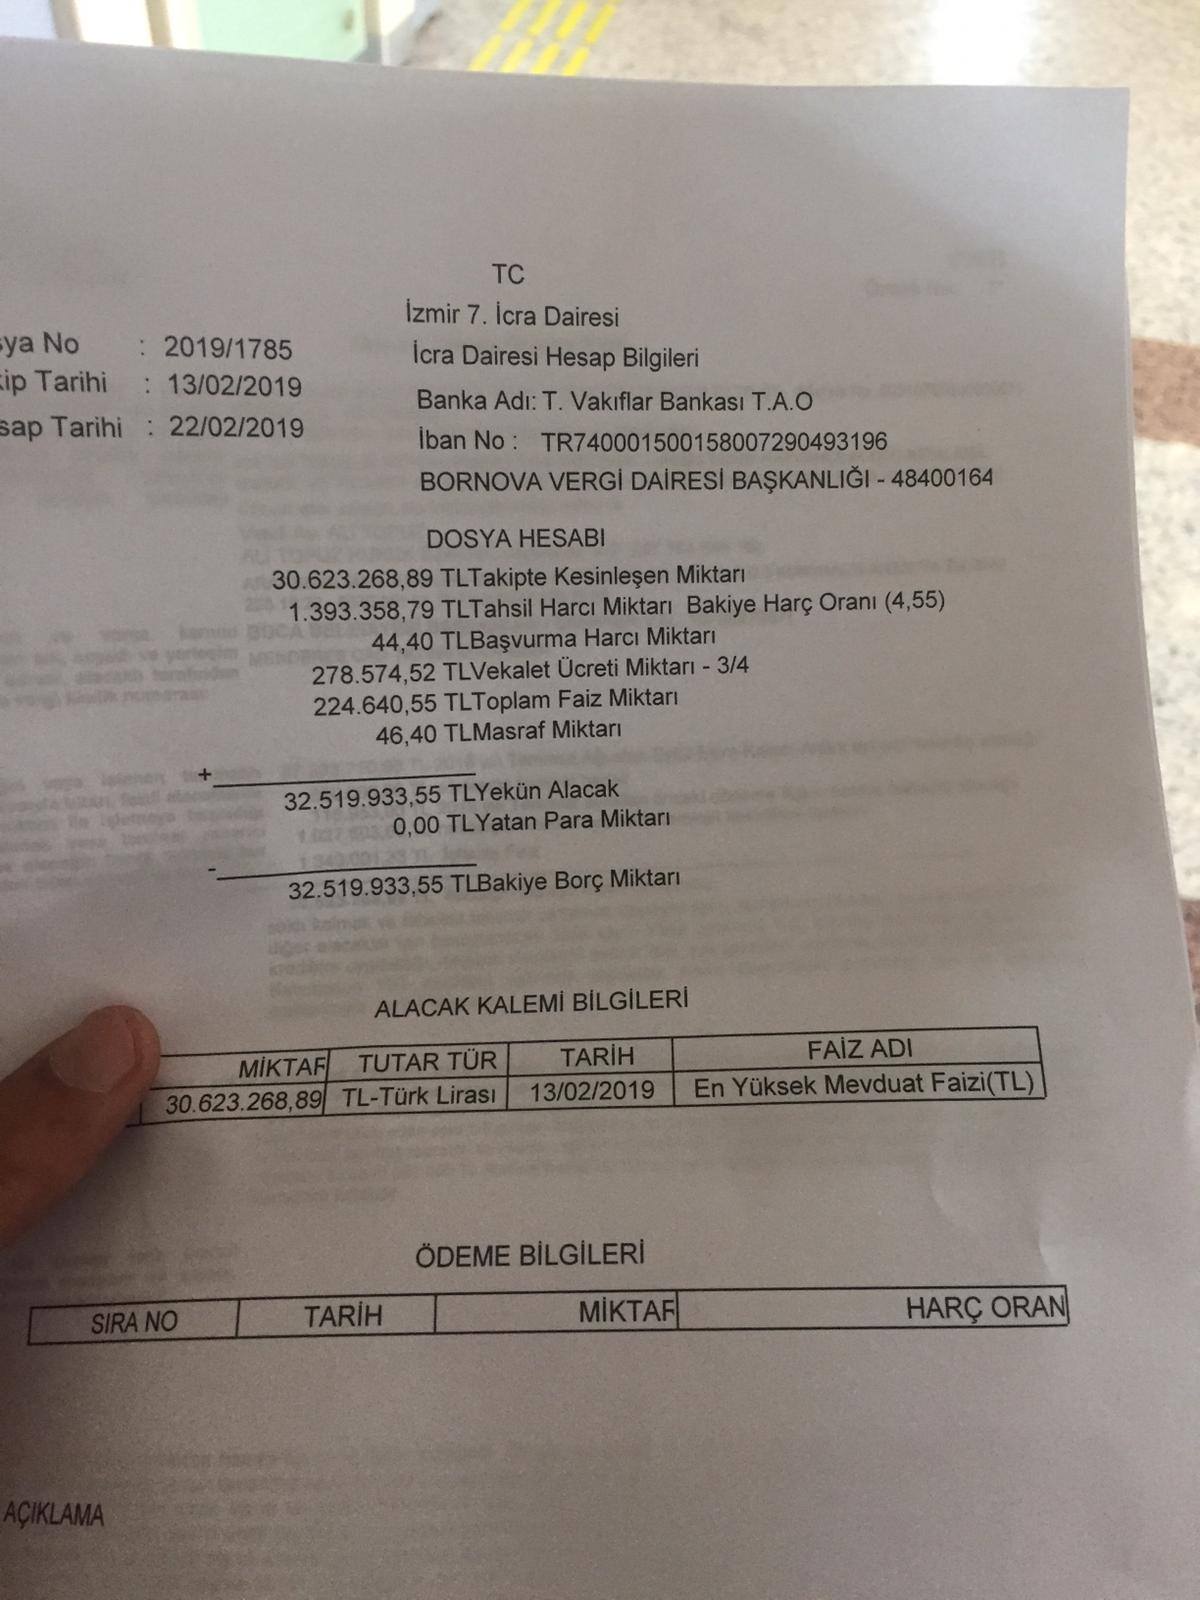 TC
İzmir 7. İcra Dairesi
sya No : 2019/1785
İcra Dairesi Hesap Bilgileri
kip Tarihi : 13/02/2019
Banka Adı: T. Vakıflar Bankası T.A.O
sap Tarihi : 22/02/2019
İban No : TR740001500158007290493196
BORNOVA VERGİ DAİRESİ BAŞKANLIĞI - 48400164
DOSYA HESABI
30.623.268,89 TLTakipte Kesinleşen Miktarı
1.393.358,79 TLTahsil Harcı Miktarı Bakiye Harç Oranı (4,55)
44,40 TLBaşvurma Harcı Miktarı
278.574,52 TLVekalet Ücreti Miktarı - 3/4
224.640,55 TLToplam Faiz Miktarı
46,40 TLMasraf Miktarı
+
32.519.933,55 TLYekün Alacak
0,00 TLYatan Para Miktarı
-
32.519.933,55 TLBakiye Borç Miktarı
ALACAK KALEMİ BİLGİLERİ
MİKTAF TUTAR TÜR TARİH FAİZ ADI
30.623.268,89 TL-Türk Lirası 13/02/2019 En Yüksek Mevduat Faizi(TL)
ÖDEME BİLGİLERİ
SIRA NO TARİH MİKTAF HARÇ ORAN
AÇIKLAMA